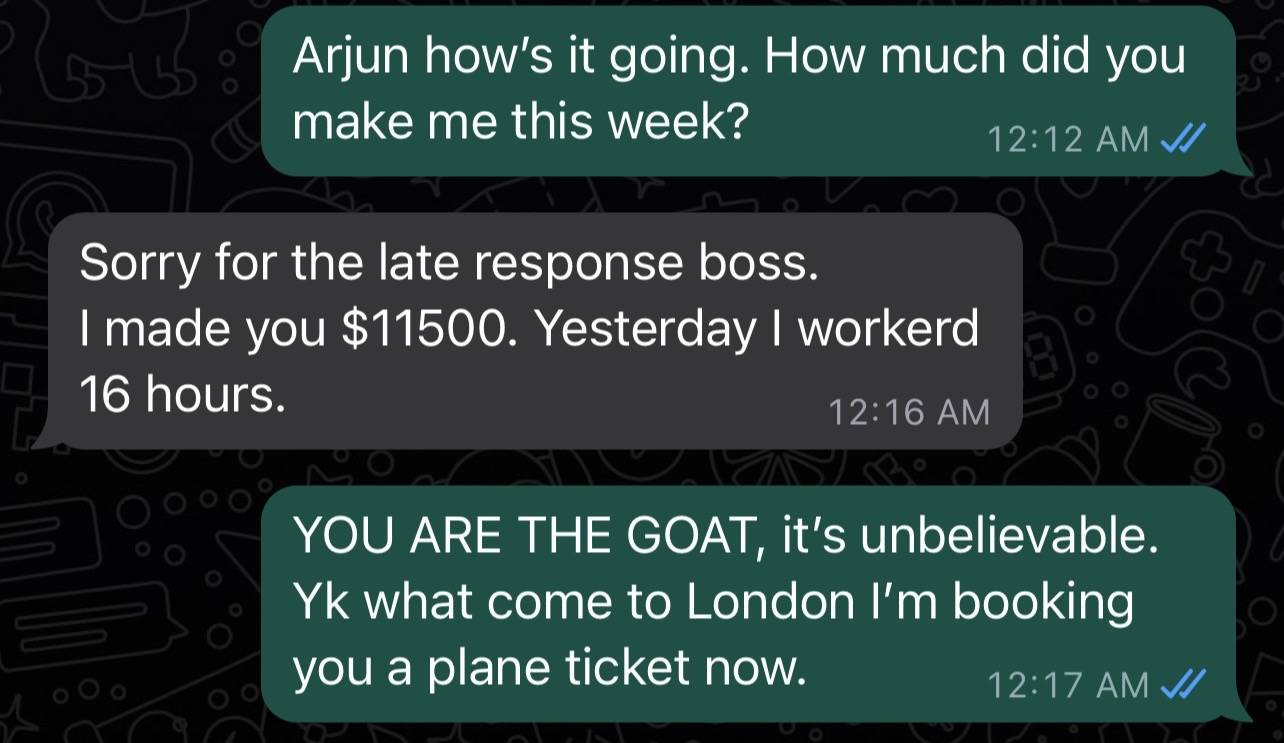 Arjun how’s it going. How much did you
make me this week?
12:12 AM
Sorry for the late response boss.
I made you $11500. Yesterday I workerd
16 hours.
12:16 AM
YOU ARE THE GOAT, it’s unbelievable.
Yk what come to London I’m booking
you a plane ticket now.
12:17 AM